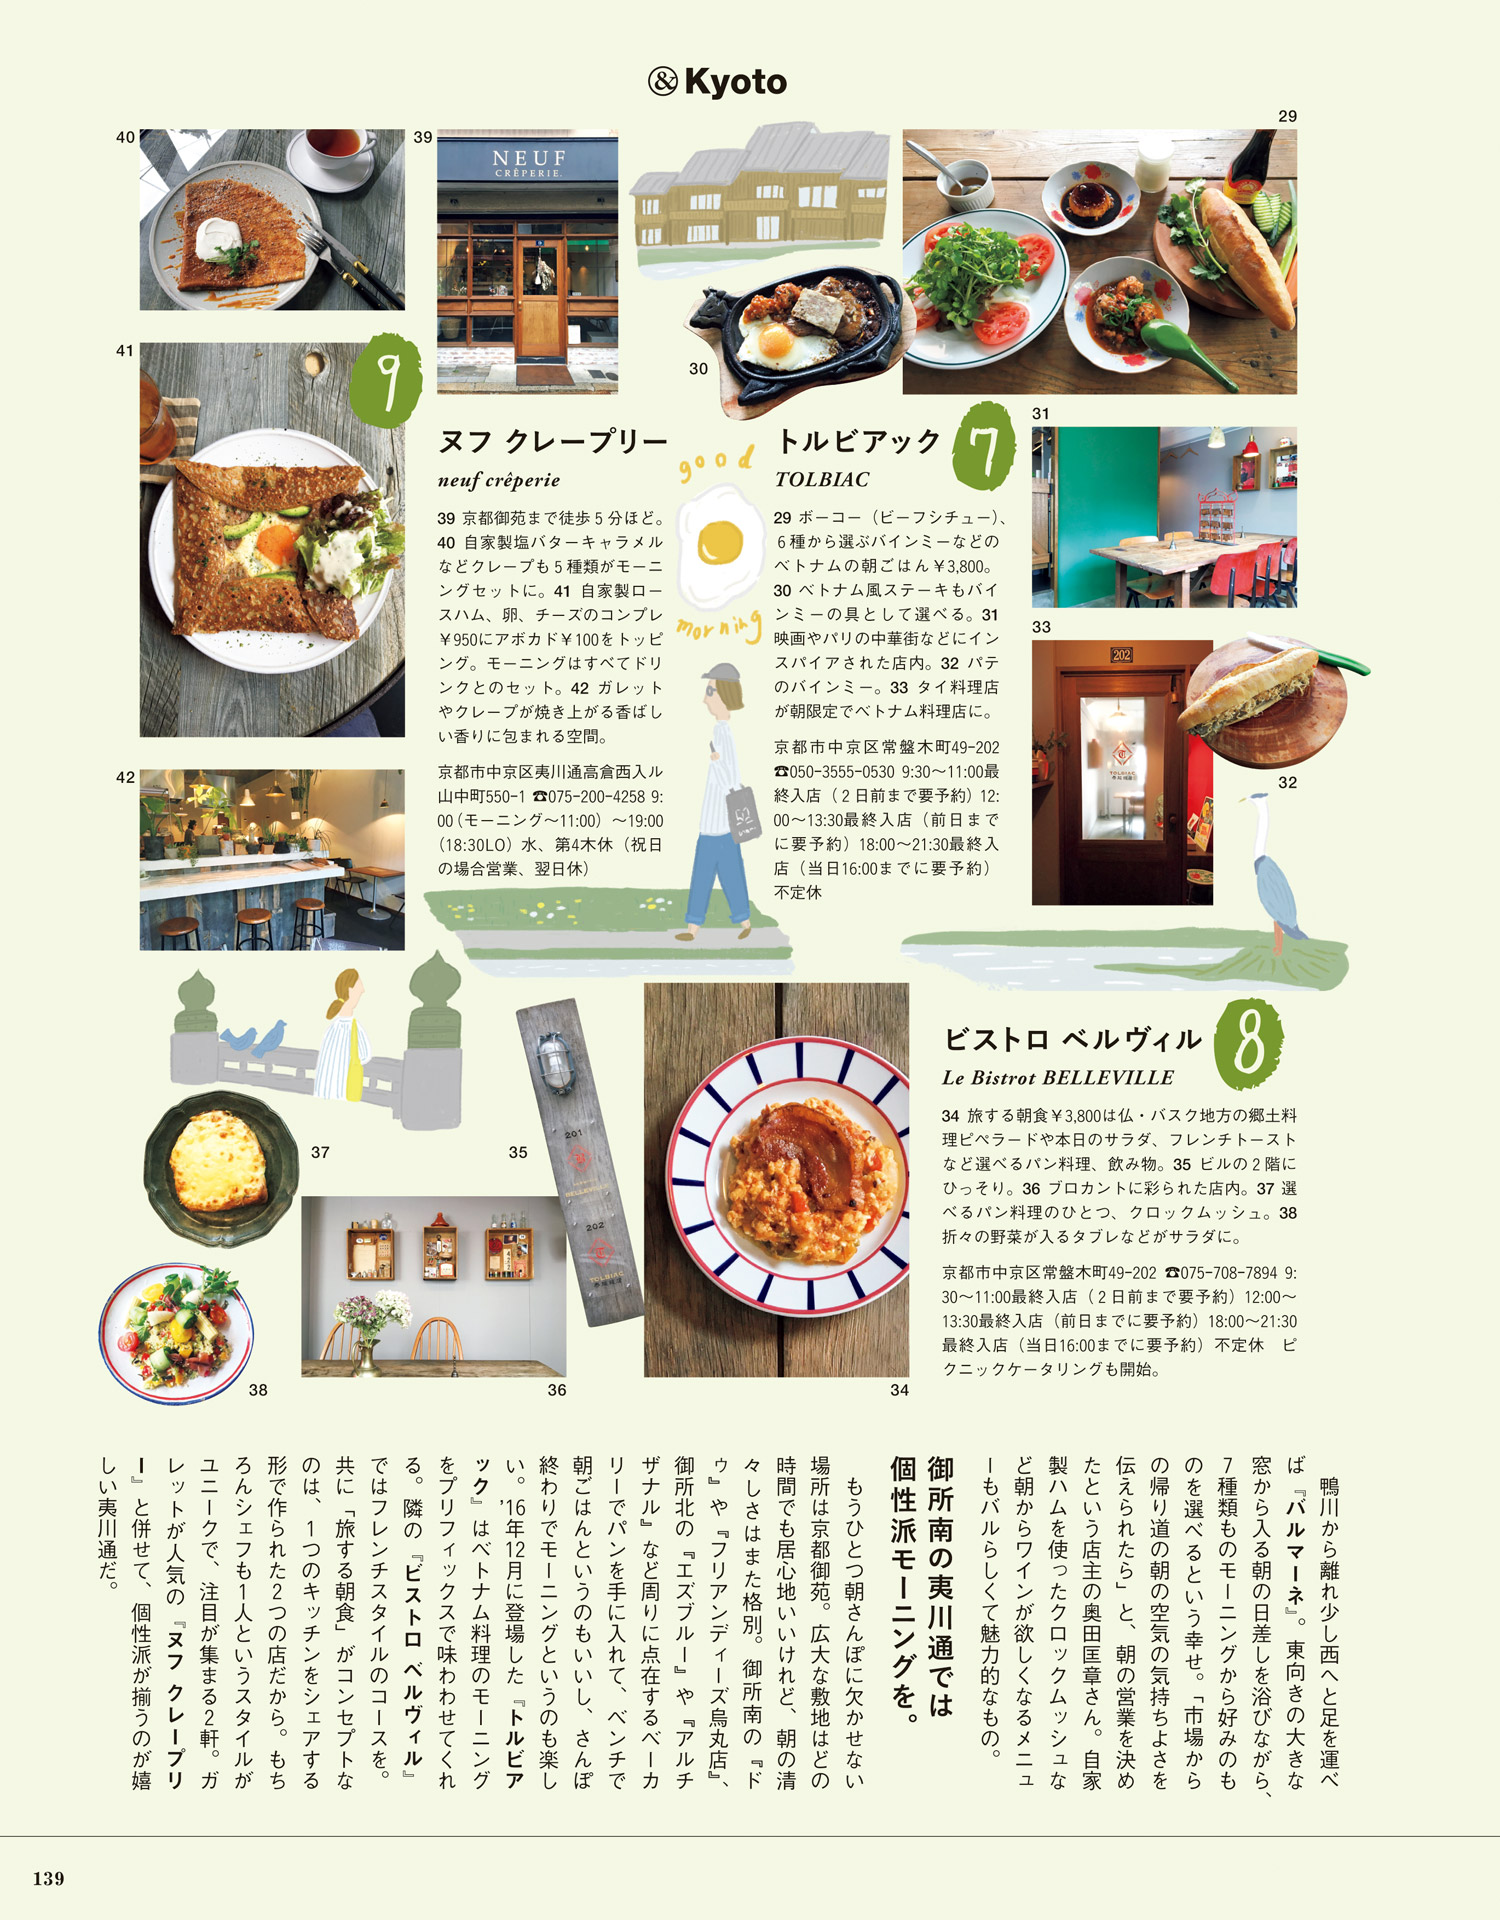 &Kyoto
40
39
29
NEUF
CRÊPERIE.
30
41
9
ヌフ クレープリー
neuf crêperie
39 京都御苑まで徒歩5分ほど。
40 自家製塩バターキャラメル
などクレープも5種類がモーニ
ングセットに。41 自家製ロー
スハム、卵、チーズのコンプレ
¥950にアボカド¥100をトッピ
ング。モーニングはすべてドリ
ンクとのセット。42 ガレット
やクレープが焼き上がる香ばし
い香りに包まれる空間。
京都市中京区夷川通高倉西入ル
山中町550-1 ☎075-200-4258 9:
00(モーニング〜11:00)〜19:00
(18:30LO)水、第4木休(祝日
の場合営業、翌日休)
42
good
morning
トルビアック
7
TOLBIAC
29 ボーコー(ビーフシチュー)、
6種から選ぶバインミーなどの
ベトナムの朝ごはん¥3,800。
30 ベトナム風ステーキもバイ
ンミーの具として選べる。31
映画やパリの中華街などにイン
スパイアされた店内。32 パテ
のバインミー。33 タイ料理店
が朝限定でベトナム料理店に。
京都市中京区常盤木町49-202
☎050-3555-0530 9:30〜11:00最
終入店(2日前まで要予約)12:
00〜13:30最終入店(前日まで
に要予約)18:00〜21:30最終入
店(当日16:00までに要予約)
不定休
31
33
202
TOLBIAC
32
37
35
201
BELLEVILLE
202
TOLBIAC
38
36
34
ビストロ ベルヴィル
8
Le Bistrot BELLEVILLE
34 旅する朝食¥3,800は仏・バスク地方の郷土料
理ピペラードや本日のサラダ、フレンチトースト
など選べるパン料理、飲み物。35 ビルの2階に
ひっそり。36 ブロカントに彩られた店内。37 選
べるパン料理のひとつ、クロックムッシュ。38
折々の野菜が入るタブレなどがサラダに。
京都市中京区常盤木町49-202 ☎075-708-7894 9:
30〜11:00最終入店(2日前まで要予約)12:00〜
13:30最終入店(前日までに要予約)18:00〜21:30
最終入店(当日16:00までに要予約)不定休 ピ
クニックケータリングも開始。
鴨川から離れ少し西へと足を運べ
ば『バルマーネ』。東向きの大きな
窓から入る朝の日差しを浴びながら、
7種類ものモーニングから好みのも
のを選べるという幸せ。「市場から
の帰り道の朝の空気の気持ちよさを
伝えられたら」と、朝の営業を決め
たという店主の奥田匡章さん。自家
製ハムを使ったクロックムッシュな
ど朝からワインが欲しくなるメニュ
ーもバルらしくて魅力的なもの。
御所南の夷川通では
個性派モーニングを。
もうひとつ朝さんぽに欠かせない
場所は京都御苑。広大な敷地はどの
時間でも居心地いいけれど、朝の清
々しさはまた格別。御所南の『ド
ゥ』や『フリアンディーズ烏丸店』、
御所北の『エズブルー』や『アルチ
ザナル』など周りに点在するベーカ
リーでパンを手に入れて、ベンチで
朝ごはんというのもいいし、さんぽ
終わりでモーニングというのも楽し
い。'16年12月に登場した『トルビア
ック』はベトナム料理のモーニング
をプリフィックスで味わわせてくれ
る。隣の『ビストロ ベルヴィル』
ではフレンチスタイルのコースを。
共に「旅する朝食」がコンセプトな
のは、1つのキッチンをシェアする
形で作られた2つの店だから。もち
ろんシェフも1人というスタイルが
ユニークで、注目が集まる2軒。ガ
レットが人気の『ヌフ クレープリ
ー』と併せて、個性派が揃うのが嬉
しい夷川通だ。
139